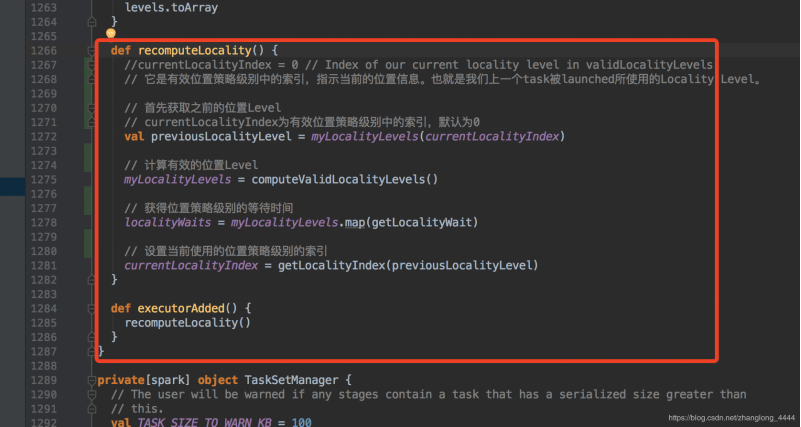 1263 levels.toArray
1264 }
1265
1266 def recomputeLocality() {
1267 //currentLocalityIndex = 0 // Index of our current locality level in validLocalityLevels
1268 // 它是有效位置策略级别中的索引，指示当前的位置信息。也就是我们上一个task被launched所使用的Locality Level。
1269
1270 // 首先获取之前的位置Level
1271 // currentLocalityIndex为有效位置策略级别中的索引，默认为0
1272 val previousLocalityLevel = myLocalityLevels(currentLocalityIndex)
1273
1274 // 计算有效的位置Level
1275 myLocalityLevels = computeValidLocalityLevels()
1276
1277 // 获得位置策略级别的等待时间
1278 localityWaits = myLocalityLevels.map(getLocalityWait)
1279
1280 // 设置当前使用的位置策略级别的索引
1281 currentLocalityIndex = getLocalityIndex(previousLocalityLevel)
1282 }
1283
1284 def executorAdded() {
1285 recomputeLocality()
1286 }
1287 }
1288
1289 private[spark] object TaskSetManager {
1290 // The user will be warned if any stages contain a task that has a serialized size greater than
1291 // this.
1292 val TASK_SIZE_TO_WARN_KB = 100
https://blog.csdn.net/zhanglong_4444